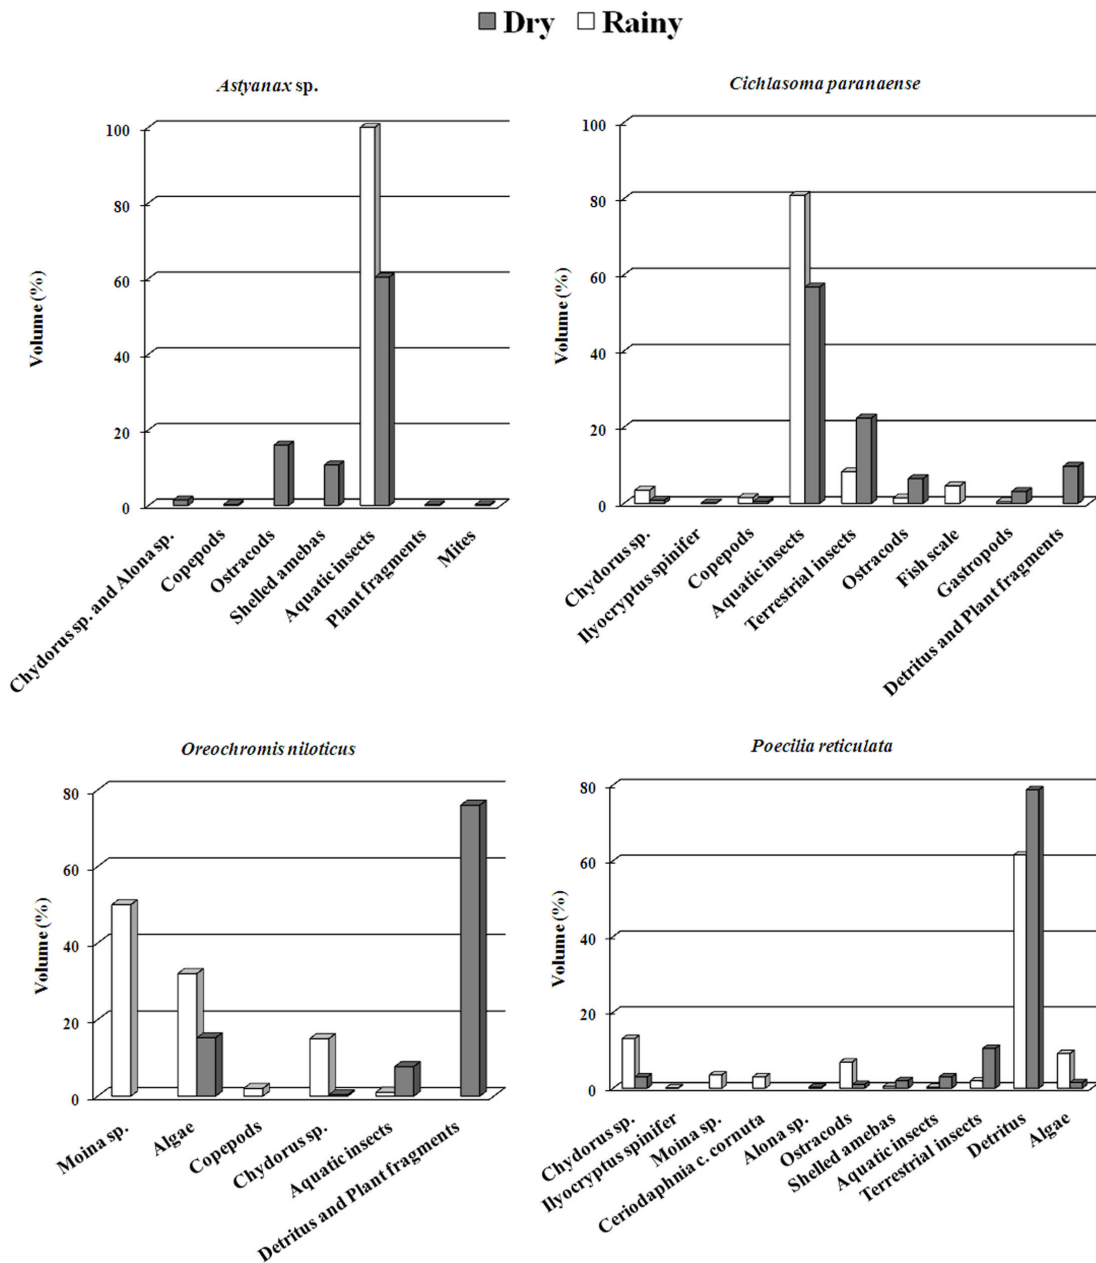 Dry Rainy
Astyanax sp.
Volume (%)
100
80
60
40
20
0
Chydorus sp. and Alona sp.
Copepods
Ostracods
Shelled amebas
Aquatic insects
Plant fragments
Mites
Cichlasoma paranaense
Volume (%)
100
80
60
40
20
0
Chydorus sp.
Ilyocryptus spinifer
Copepods
Aquatic insects
Terrestrial insects
Ostracods
Fish scale
Gastropods
Detritus and Plant fragments
Oreochromis niloticus
Volume (%)
80
60
40
20
0
Moina sp.
Algae
Copepods
Chydorus sp.
Aquatic insects
Detritus and Plant fragments
Poecilia reticulata
Volume (%)
80
60
40
20
0
Chydorus sp.
Ilyocryptus spinifer
Moina sp.
Ceriodaphnia c. cornuta
Alona sp.
Ostracods
Shelled amebas
Aquatic insects
Terrestrial insects
Detritus
Algae